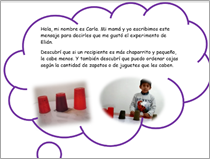 Hola, mi nombre es Carla. Mi mamá y yo escribimos este
mensaje para decirles que me gustó el experimento de
Elián.
Descubrí que si un recipiente es más chaparrito y pequeño,
le cabe menos. Y también descubrí que puedo ordenar cajas
según la cantidad de zapatos o de juguetes que les caben.